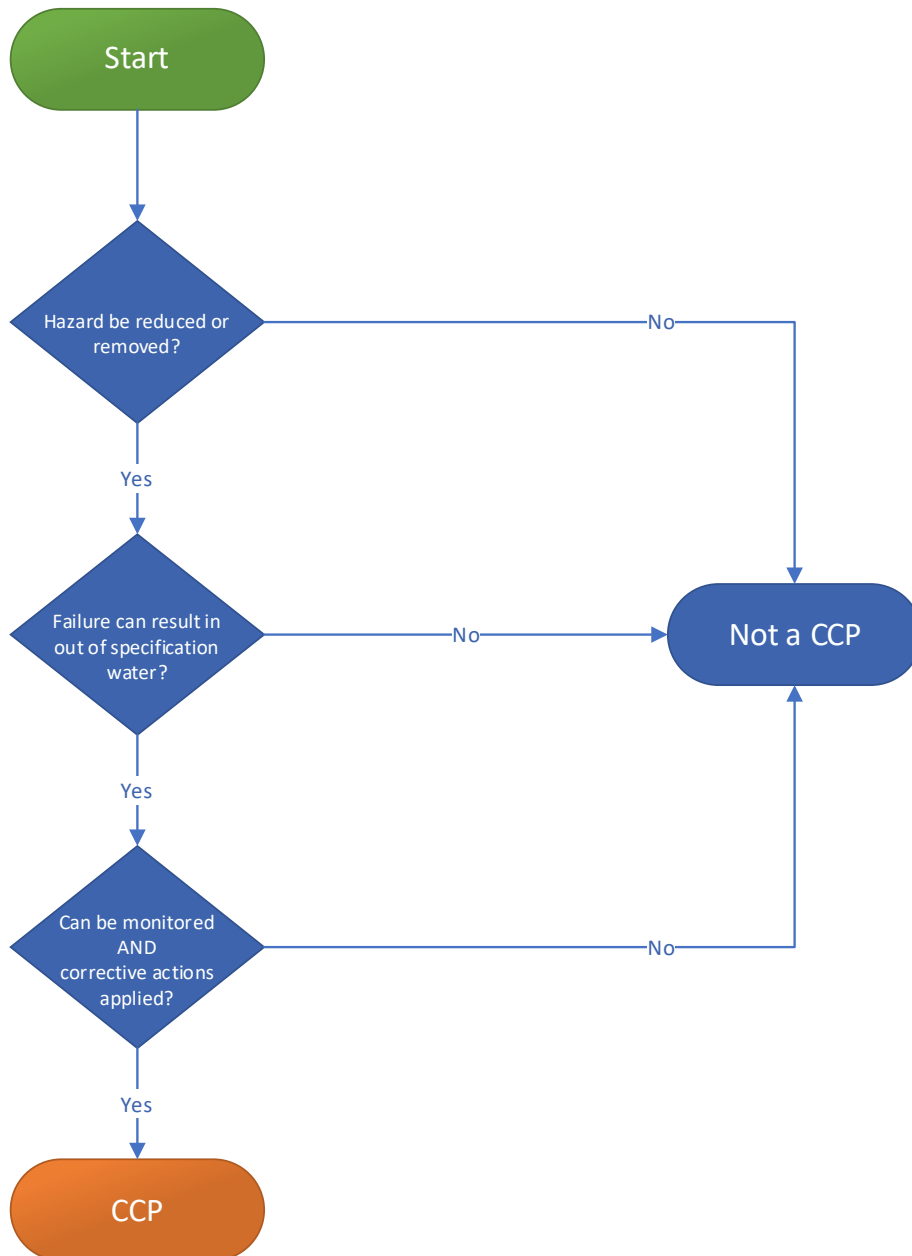 Start
Hazard be reduced or
removed?
No
Yes
Failure can result in
out of specification
water?
No
Not a CCP
Yes
Can be monitored
AND
corrective actions
applied?
No
Yes
CCP